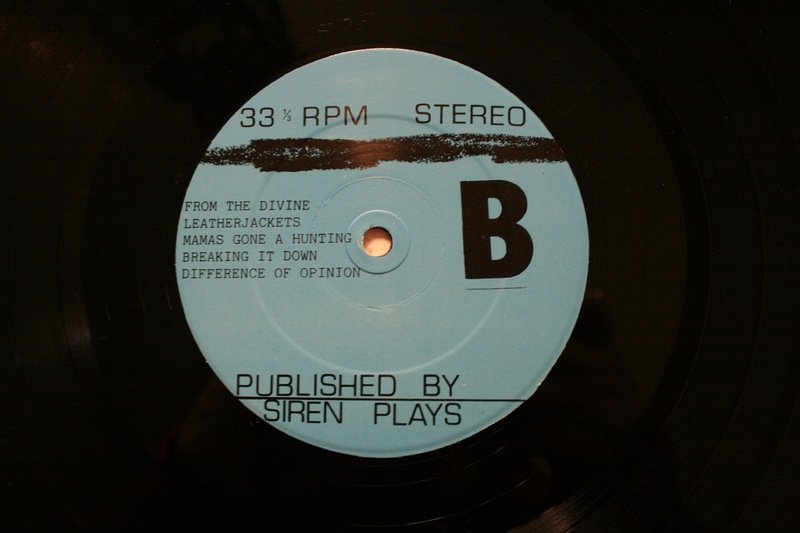 33 ⅓ RPM STEREO
B
FROM THE DIVINE
LEATHERJACKETS
MAMAS GONE A HUNTING
BREAKING IT DOWN
DIFFERENCE OF OPINION
PUBLISHED BY
SIREN PLAYS